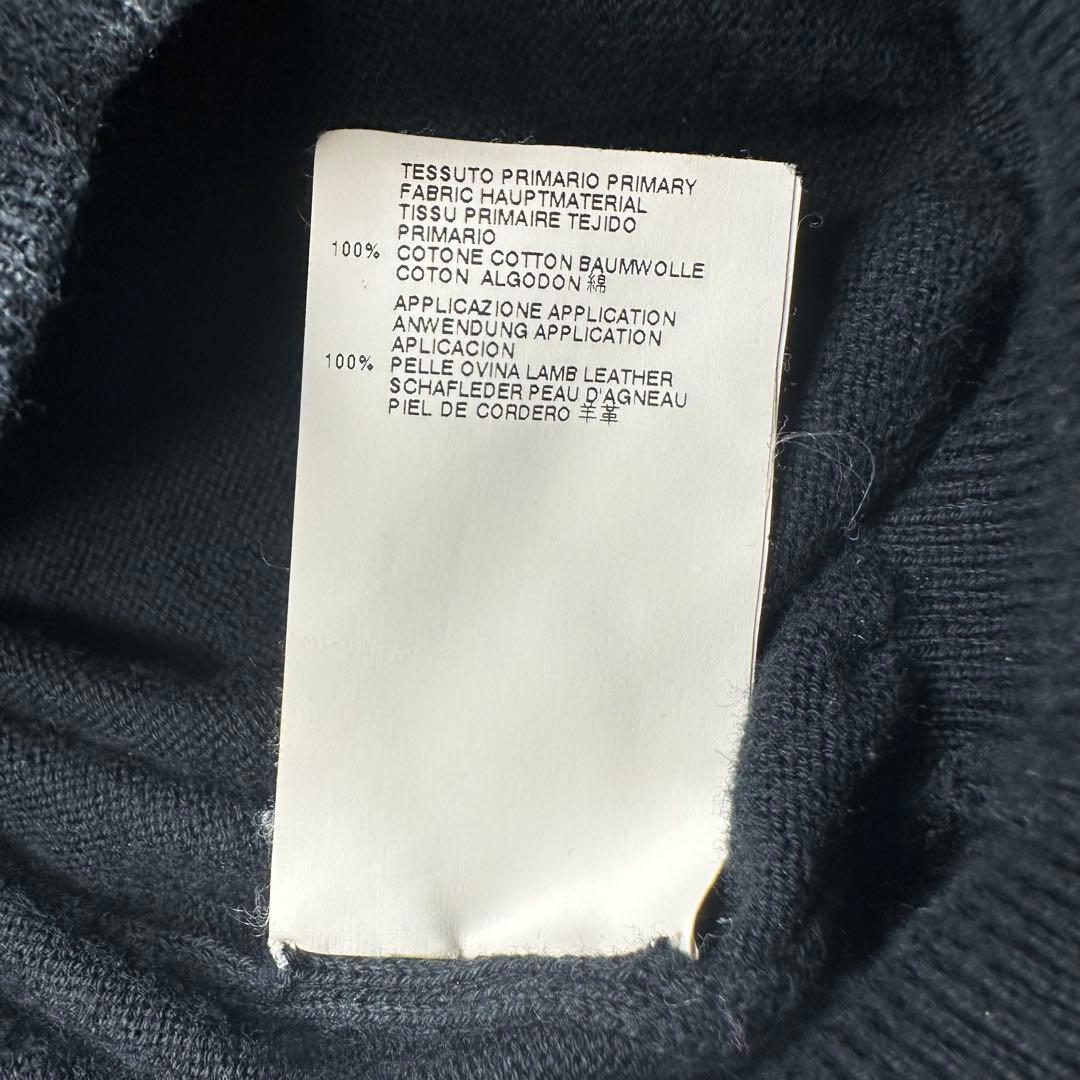 TESSUTO PRIMARIO PRIMARY
FABRIC HAUPTMATERIAL
TISSU PRIMAIRE TEJIDO
PRIMARIO
100% COTONE COTTON BAUMWOLLE
COTON ALGODON 綿
APPLICAZIONE APPLICATION
ANWENDUNG APPLICATION
APLICACION
100% PELLE OVINA LAMB LEATHER
SCHAFLEDER PEAU D'AGNEAU
PIEL DE CORDERO 羊革